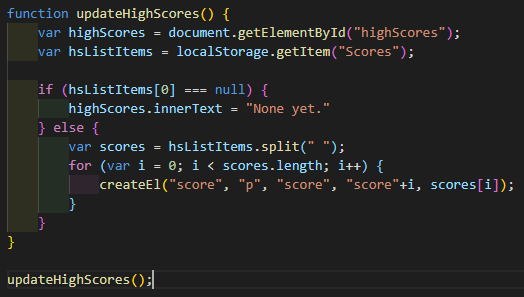 function updateHighScores() {
var highScores = document.getElementById("highScores");
var hsListItems = localStorage.getItem("Scores");
if (hsListItems[0] === null) {
highScores.innerText = "None yet."
} else {
var scores = hsListItems.split(" ");
for (var i = 0; i < scores.length; i++) {
createEl("score", "p", "score", "score"+i, scores[i]);
}
}
}
updateHighScores();